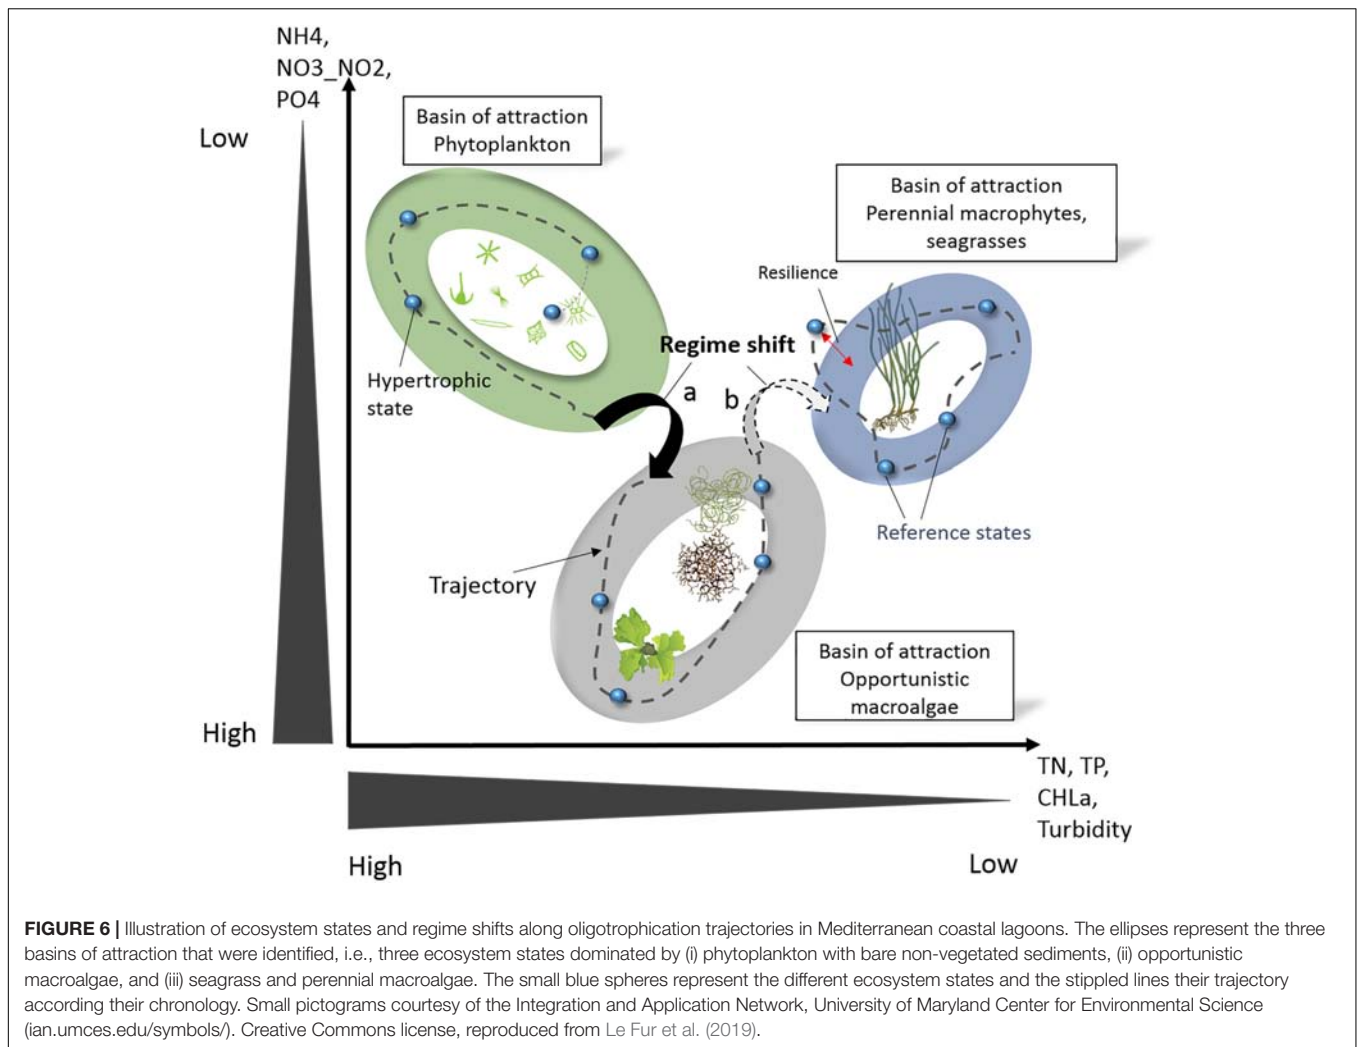 NH4,
NO3_NO2,
PO4
Low
Basin of attraction
Phytoplankton
Basin of attraction
Perennial macrophytes,
seagrasses
Resilience
Regime shift
a
b
Hypertrophic
state
Reference states
Trajectory
Basin of attraction
Opportunistic
macroalgae
High
TN, TP,
CHLa,
Turbidity
High
Low
FIGURE 6 | Illustration of ecosystem states and regime shifts along oligotrophication trajectories in Mediterranean coastal lagoons. The ellipses represent the three
basins of attraction that were identified, i.e., three ecosystem states dominated by (i) phytoplankton with bare non-vegetated sediments, (ii) opportunistic
macroalgae, and (iii) seagrass and perennial macroalgae. The small blue spheres represent the different ecosystem states and the stippled lines their trajectory
according their chronology. Small pictograms courtesy of the Integration and Application Network, University of Maryland Center for Environmental Science
(ian.umces.edu/symbols/). Creative Commons license, reproduced from Le Fur et al. (2019).